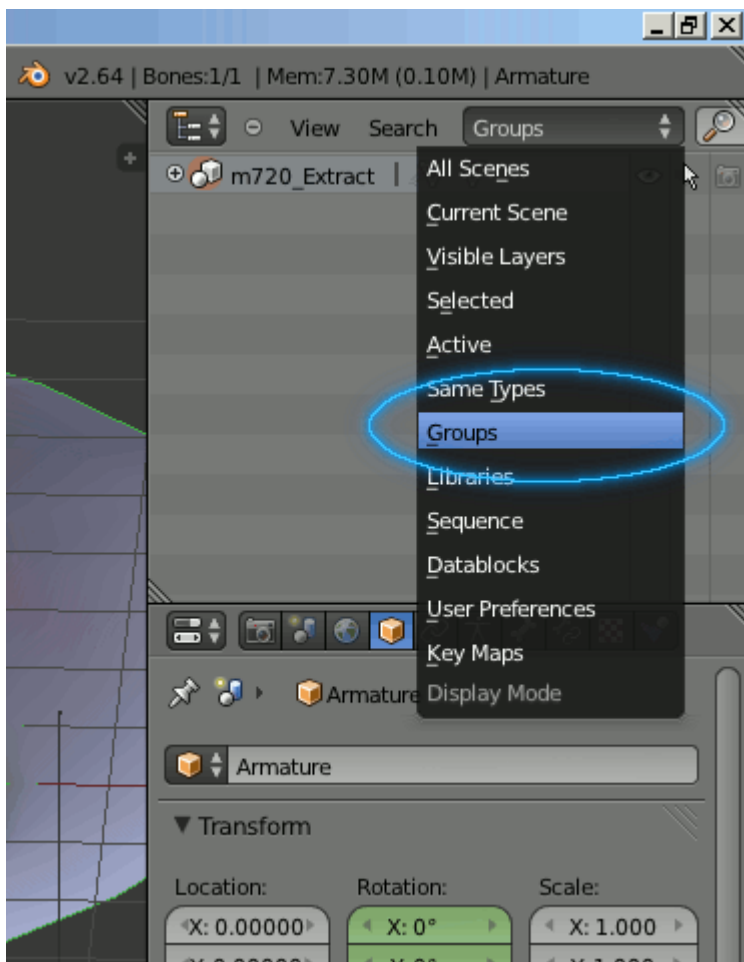 v2.64 | Bones:1/1 | Mem:7.30M (0.10M) | Armature
View Search Groups
m720_Extract
All Scenes
Current Scene
Visible Layers
Selected
Active
Same Types
Groups
Libraries
Sequence
Datablocks
User Preferences
Key Maps
Display Mode
Armature
Armature
Transform
Location: Rotation: Scale:
X: 0.00000 X: 0° X: 1.000